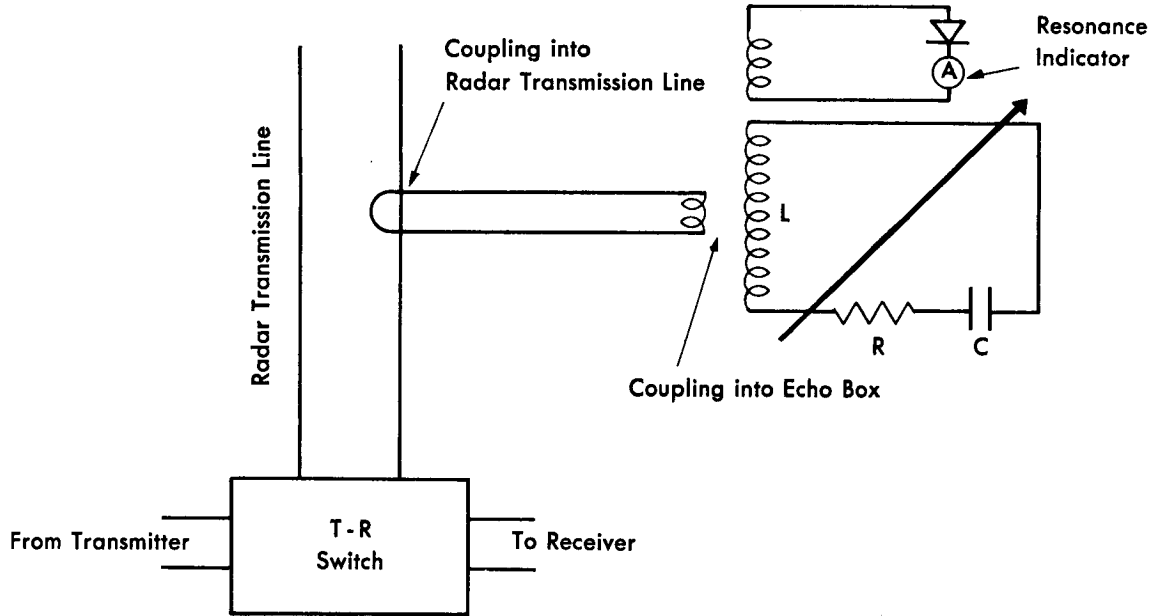 Coupling into
Radar Transmission Line
Resonance
Indicator
A
Radar Transmission Line
L
R
C
Coupling into Echo Box
From Transmitter
T-R
Switch
To Receiver